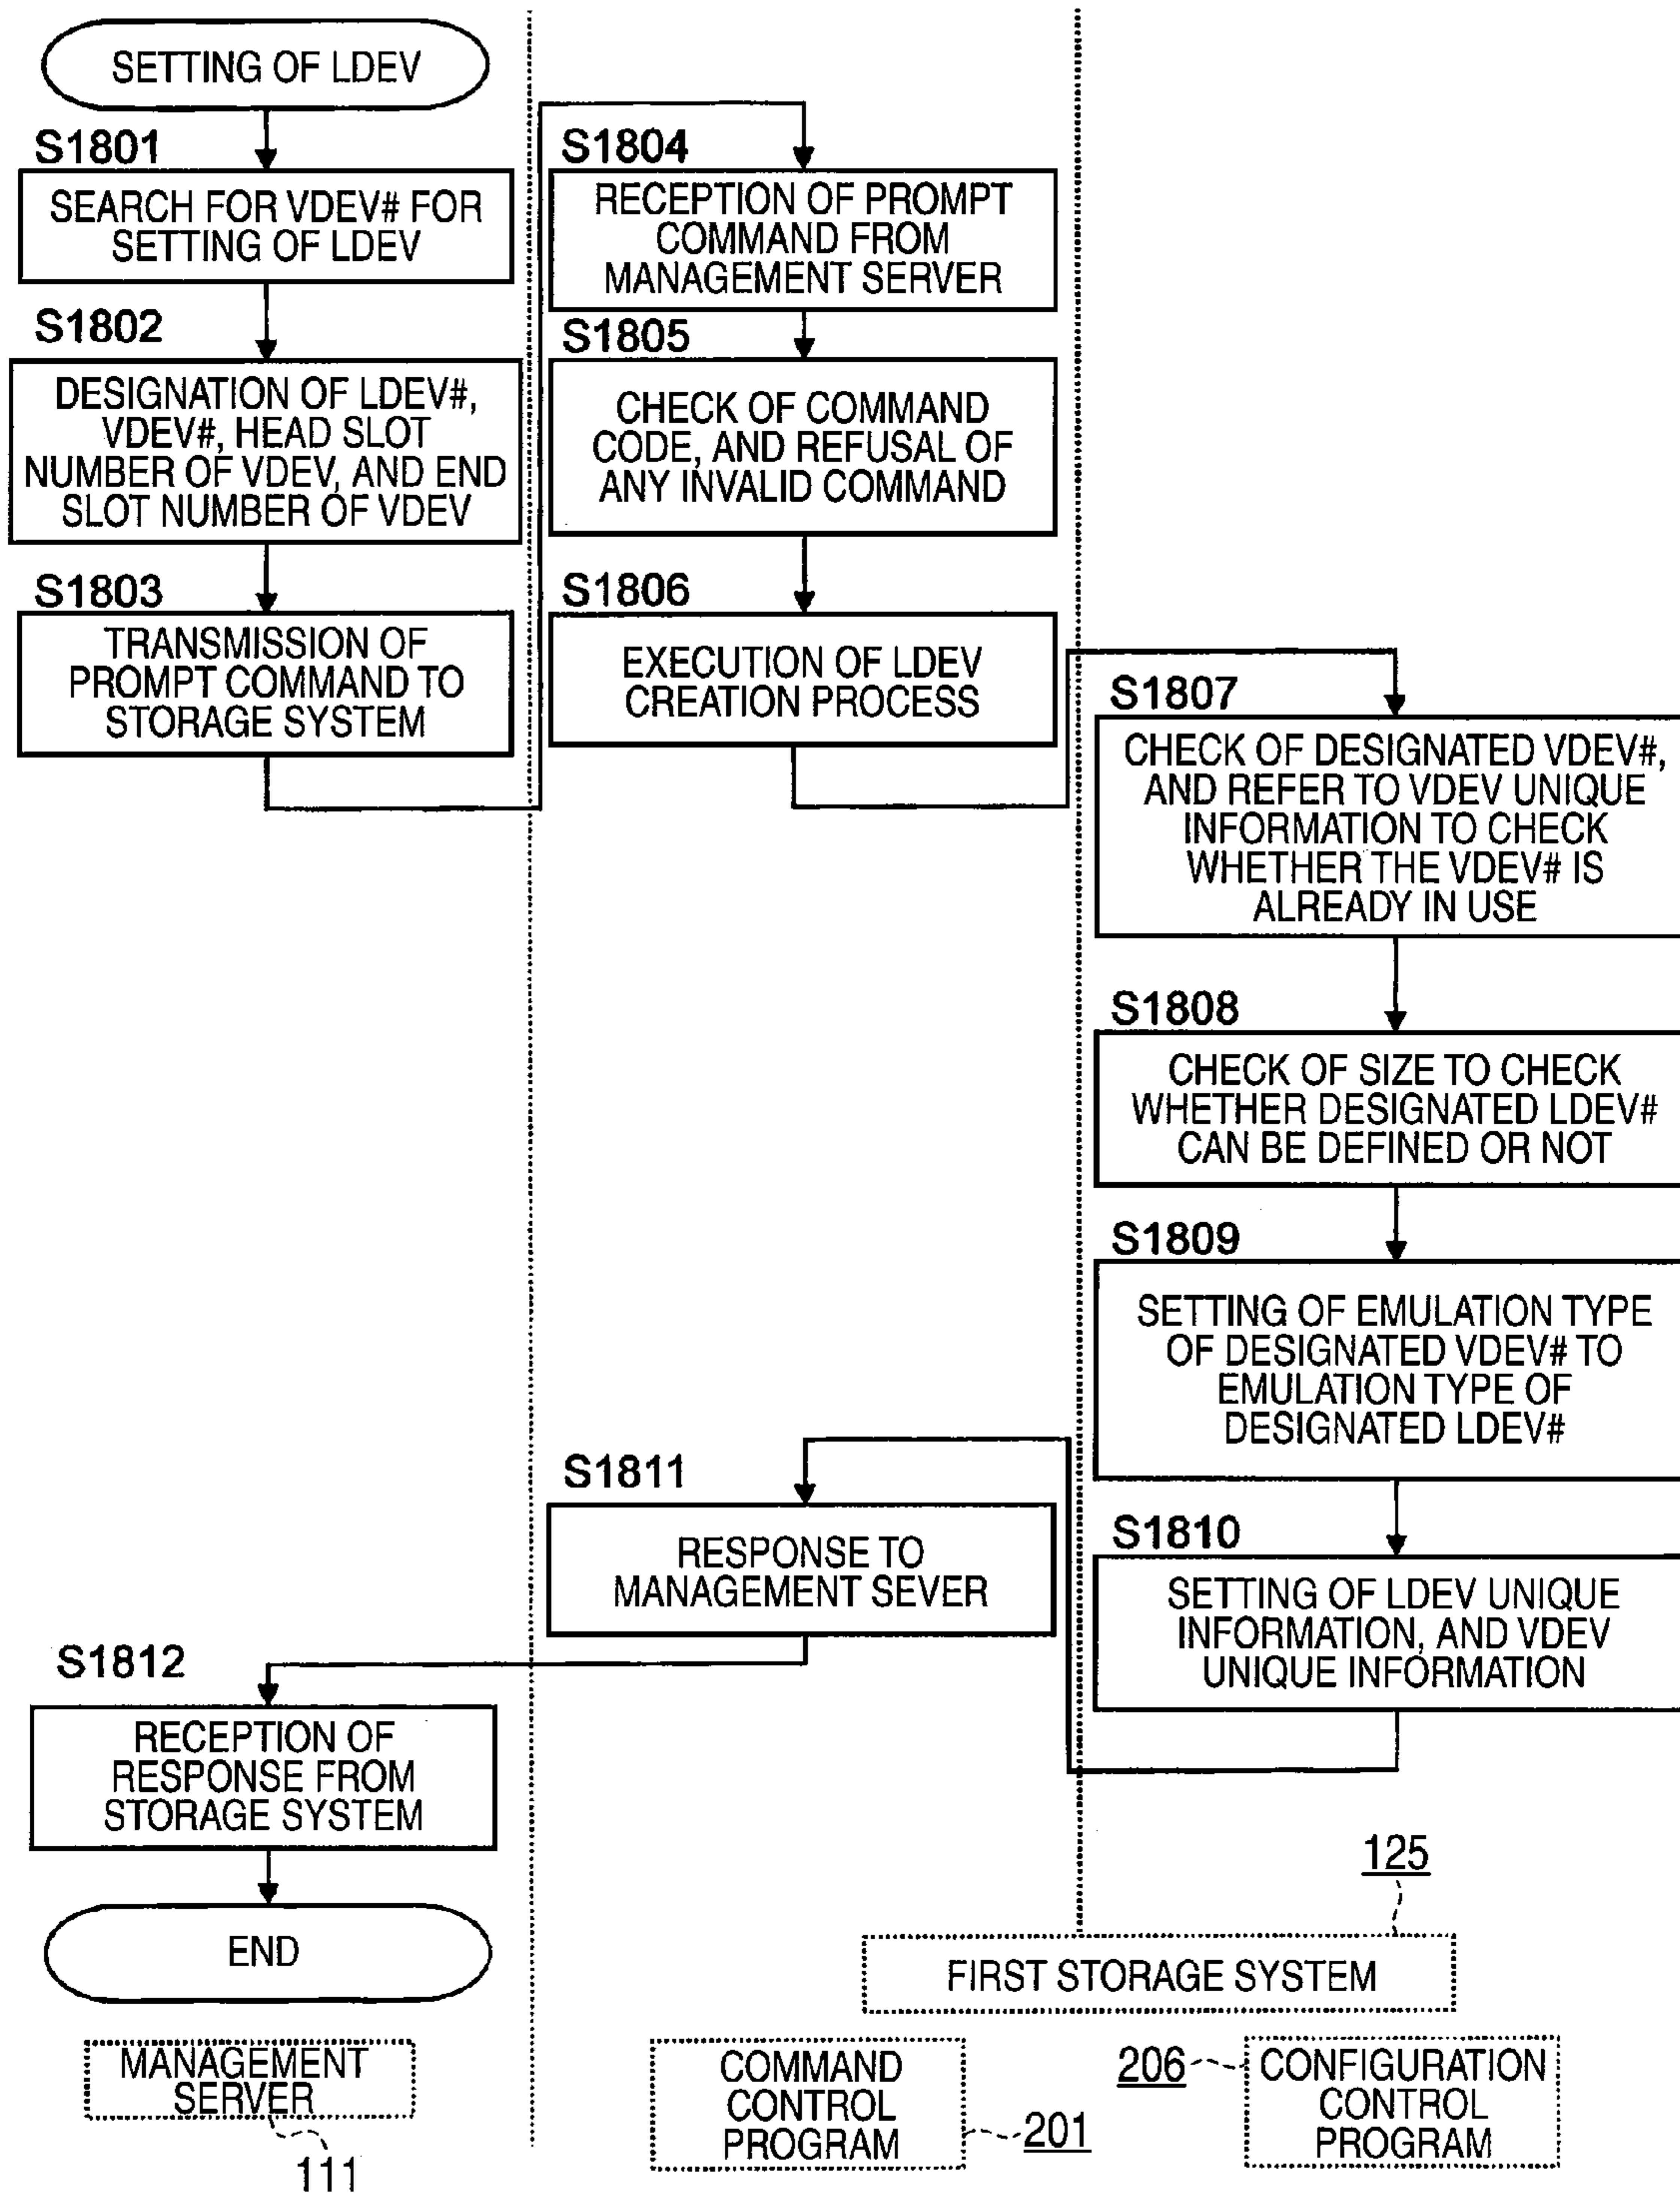 SETTING OF LDEV
S1801
SEARCH FOR VDEV# FOR
SETTING OF LDEV
S1802
DESIGNATION OF LDEV#,
VDEV#, HEAD SLOT
NUMBER OF VDEV, AND END
SLOT NUMBER OF VDEV
S1803
TRANSMISSION OF
PROMPT COMMAND TO
STORAGE SYSTEM
S1804
RECEPTION OF PROMPT
COMMAND FROM
MANAGEMENT SERVER
S1805
CHECK OF COMMAND
CODE, AND REFUSAL OF
ANY INVALID COMMAND
S1806
EXECUTION OF LDEV
CREATION PROCESS
S1807
CHECK OF DESIGNATED VDEV#,
AND REFER TO VDEV UNIQUE
INFORMATION TO CHECK
WHETHER THE VDEV# IS
ALREADY IN USE
S1808
CHECK OF SIZE TO CHECK
WHETHER DESIGNATED LDEV#
CAN BE DEFINED OR NOT
S1809
SETTING OF EMULATION TYPE
OF DESIGNATED VDEV# TO
EMULATION TYPE OF
DESIGNATED LDEV#
S1810
SETTING OF LDEV UNIQUE
INFORMATION, AND VDEV
UNIQUE INFORMATION
S1811
RESPONSE TO
MANAGEMENT SEVER
S1812
RECEPTION OF
RESPONSE FROM
STORAGE SYSTEM
END
125
FIRST STORAGE SYSTEM
MANAGEMENT
SERVER
111
COMMAND
CONTROL
PROGRAM
201
206
CONFIGURATION
CONTROL
PROGRAM